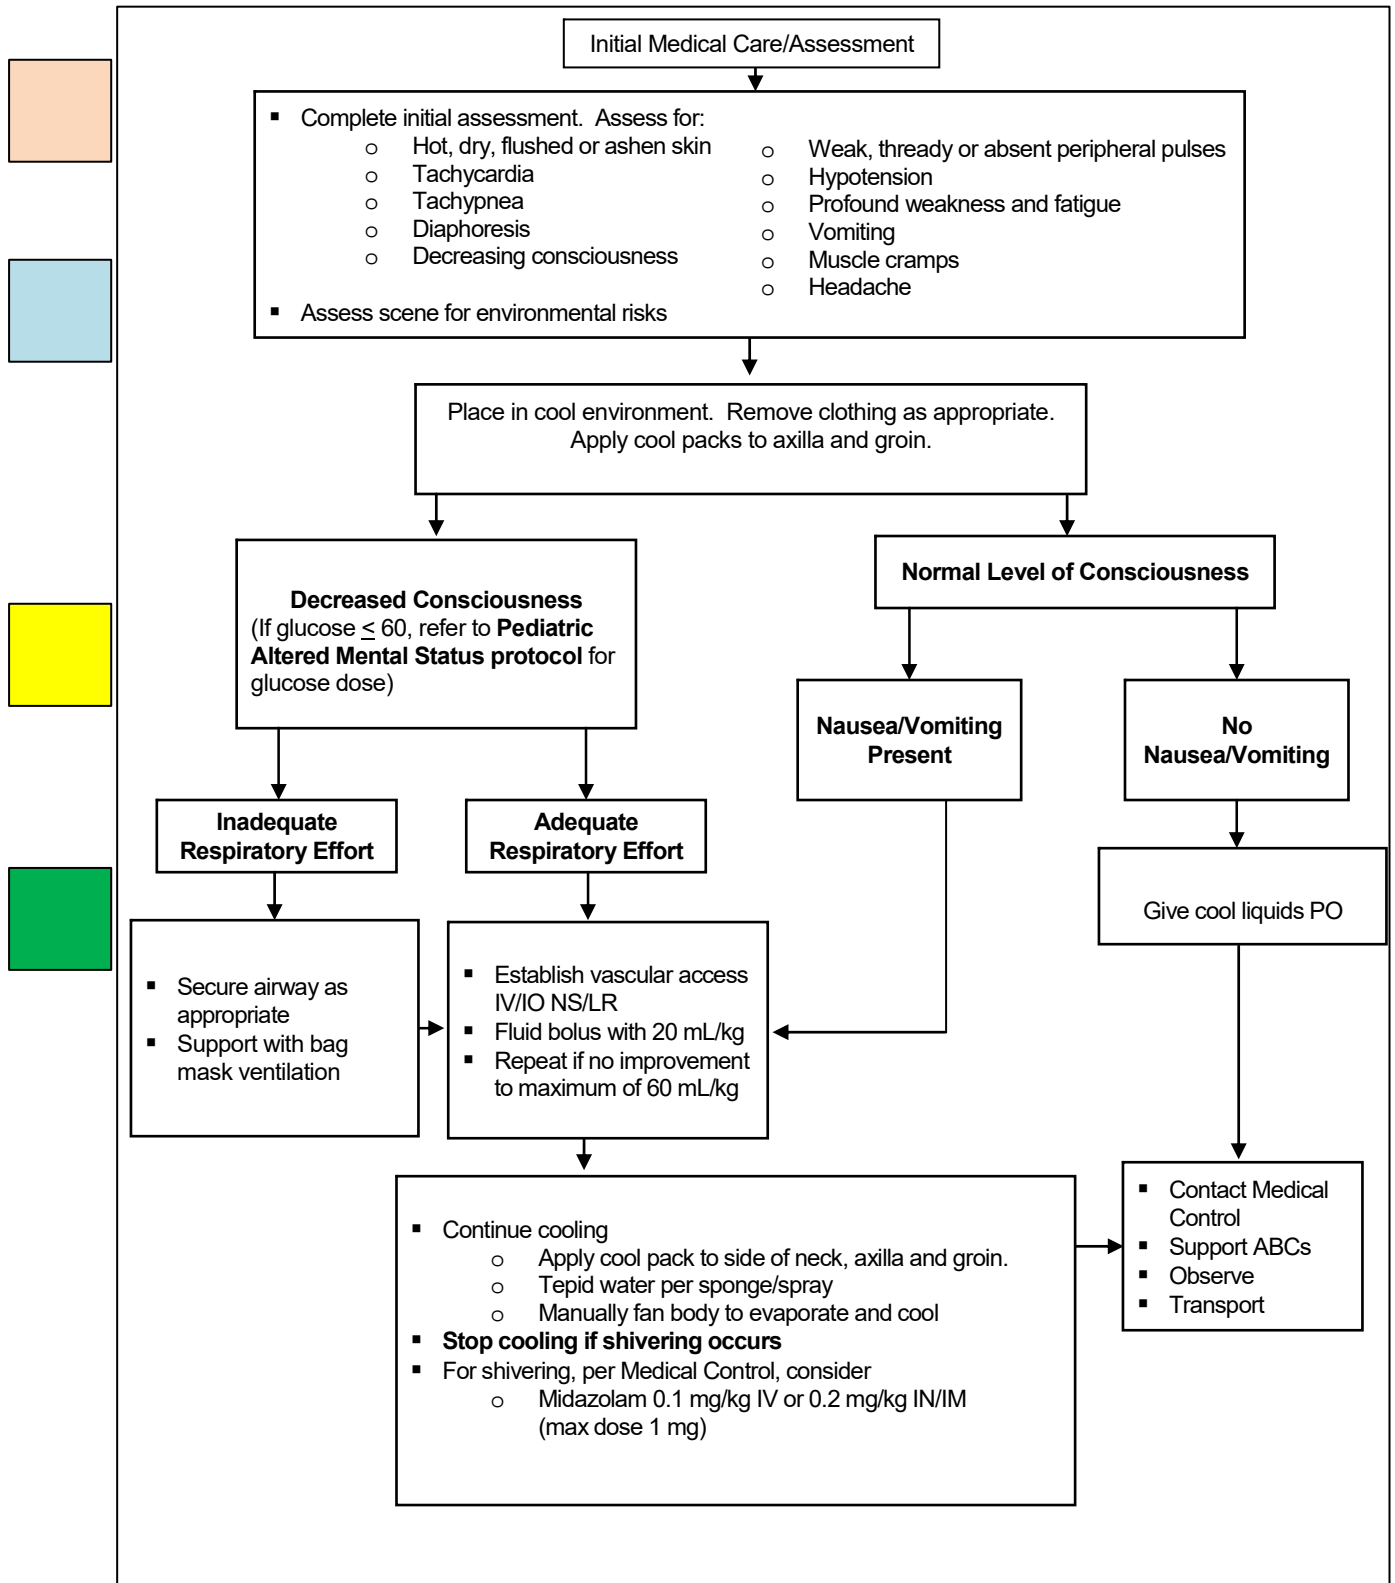 Initial Medical Care/Assessment
▪ Complete initial assessment.  Assess for:
o Hot, dry, flushed or ashen skin
o Tachycardia
o Tachypnea
o Diaphoresis
o Decreasing consciousness
o Weak, thready or absent peripheral pulses
o Hypotension
o Profound weakness and fatigue
o Vomiting
o Muscle cramps
o Headache
▪ Assess scene for environmental risks
Place in cool environment.  Remove clothing as appropriate.
Apply cool packs to axilla and groin.
Decreased Consciousness
(If glucose ≤ 60, refer to Pediatric
Altered Mental Status protocol for
glucose dose)
Normal Level of Consciousness
Nausea/Vomiting
Present
No
Nausea/Vomiting
Inadequate
Respiratory Effort
Adequate
Respiratory Effort
Give cool liquids PO
▪ Secure airway as
appropriate
▪ Support with bag
mask ventilation
▪ Establish vascular access
IV/IO NS/LR
▪ Fluid bolus with 20 mL/kg
▪ Repeat if no improvement
to maximum of 60 mL/kg
▪ Continue cooling
o Apply cool pack to side of neck, axilla and groin.
o Tepid water per sponge/spray
o Manually fan body to evaporate and cool
▪ Stop cooling if shivering occurs
▪ For shivering, per Medical Control, consider
o Midazolam 0.1 mg/kg IV or 0.2 mg/kg IN/IM
(max dose 1 mg)
▪ Contact Medical
Control
▪ Support ABCs
▪ Observe
▪ Transport